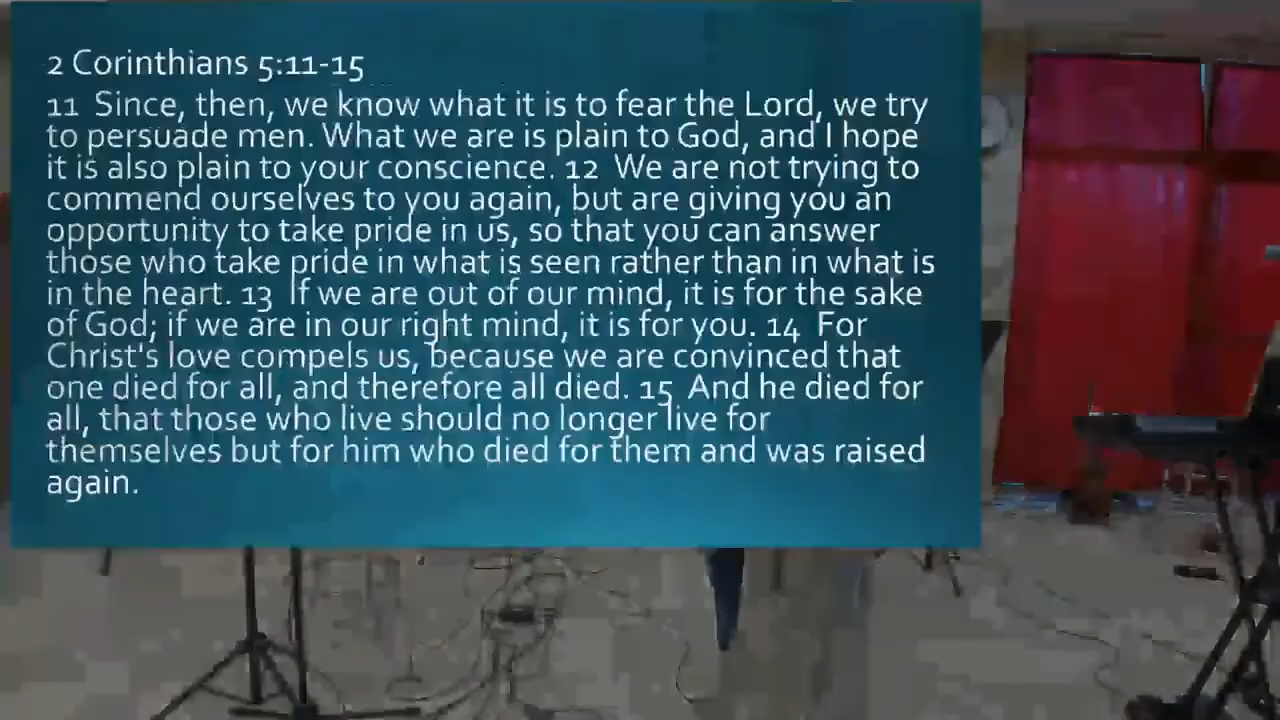 2 Corinthians 5:11-15
11 Since, then, we know what it is to fear the Lord, we try
to persuade men. What we are is plain to God, and I hope
it is also plain to your conscience. 12 We are not trying to
commend ourselves to you again, but are giving you an
opportunity to take pride in us, so that you can answer
those who take pride in what is seen rather than in what is
in the heart. 13 If we are out of our mind, it is for the sake
of God; if we are in our right mind, it is for you. 14 For
Christ's love compels us, because we are convinced that
one died for all, and therefore all died. 15 And he died for
all, that those who live should no longer live for
themselves but for him who died for them and was raised
again.